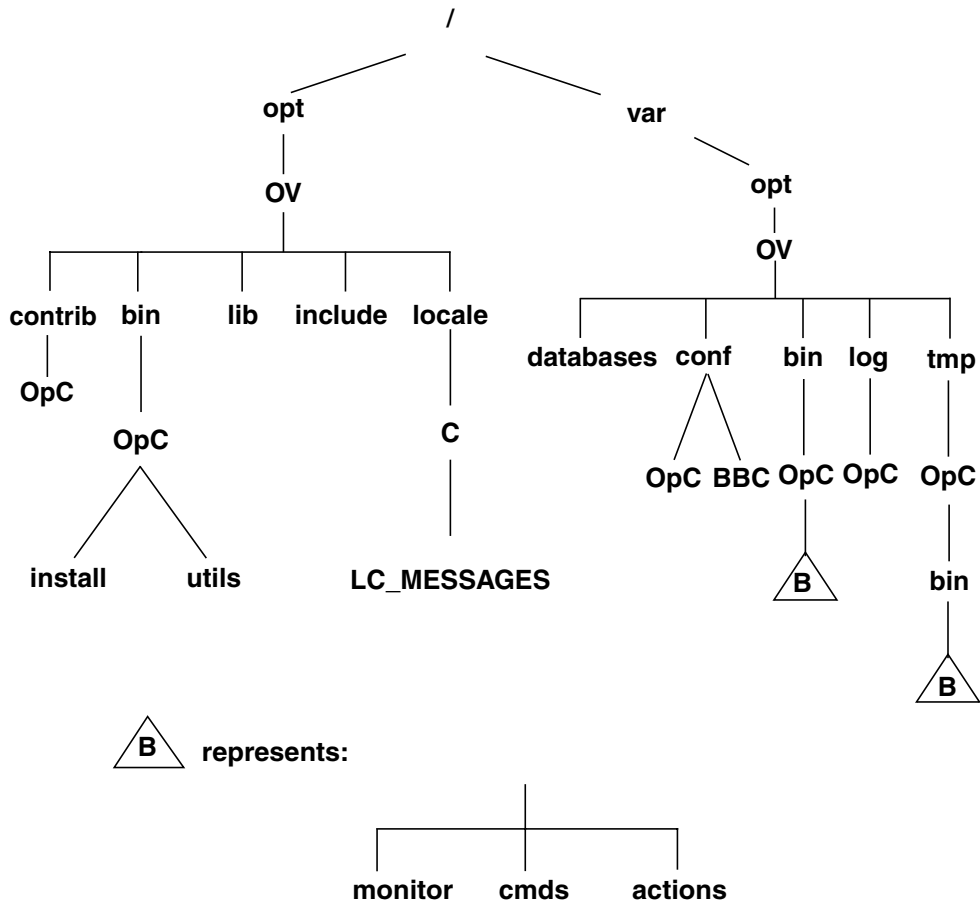 /
opt
var
OV
opt
OV
contrib bin lib include locale
databases conf bin log tmp
OpC
OpC
C
OpC BBC OpC OpC OpC
install utils LC_MESSAGES
B
bin
B
B represents:
monitor cmds actions